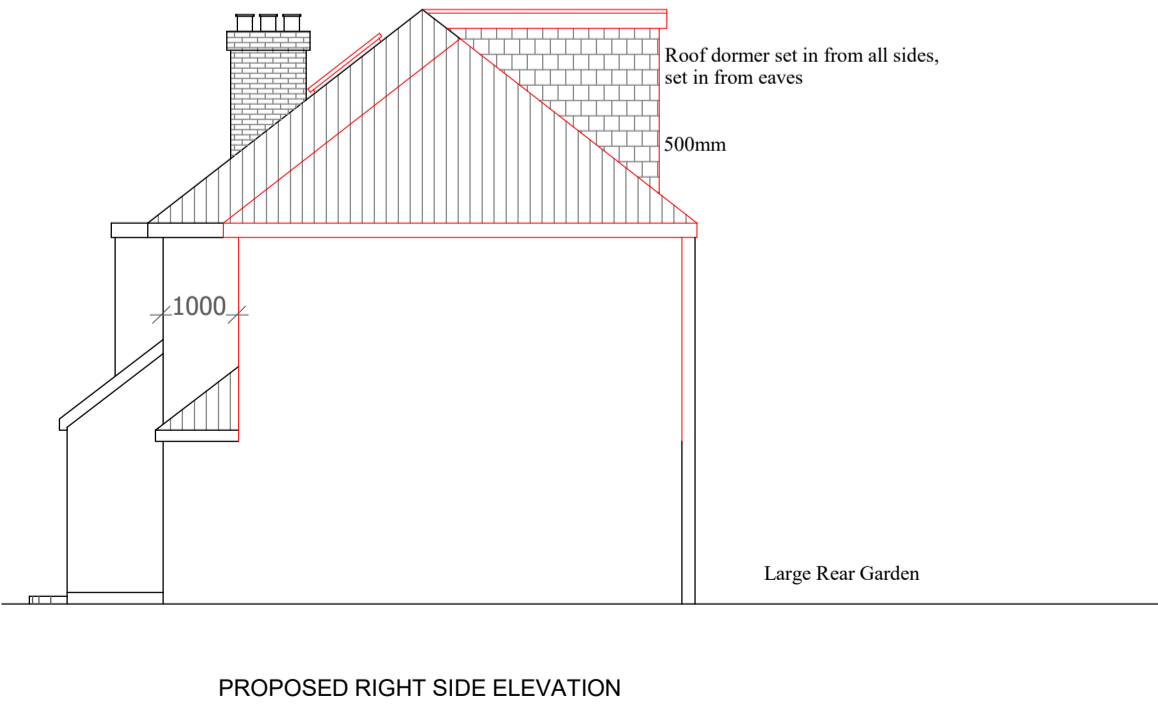 Roof dormer set in from all sides,
set in from eaves
500mm
1000
Large Rear Garden
PROPOSED RIGHT SIDE ELEVATION